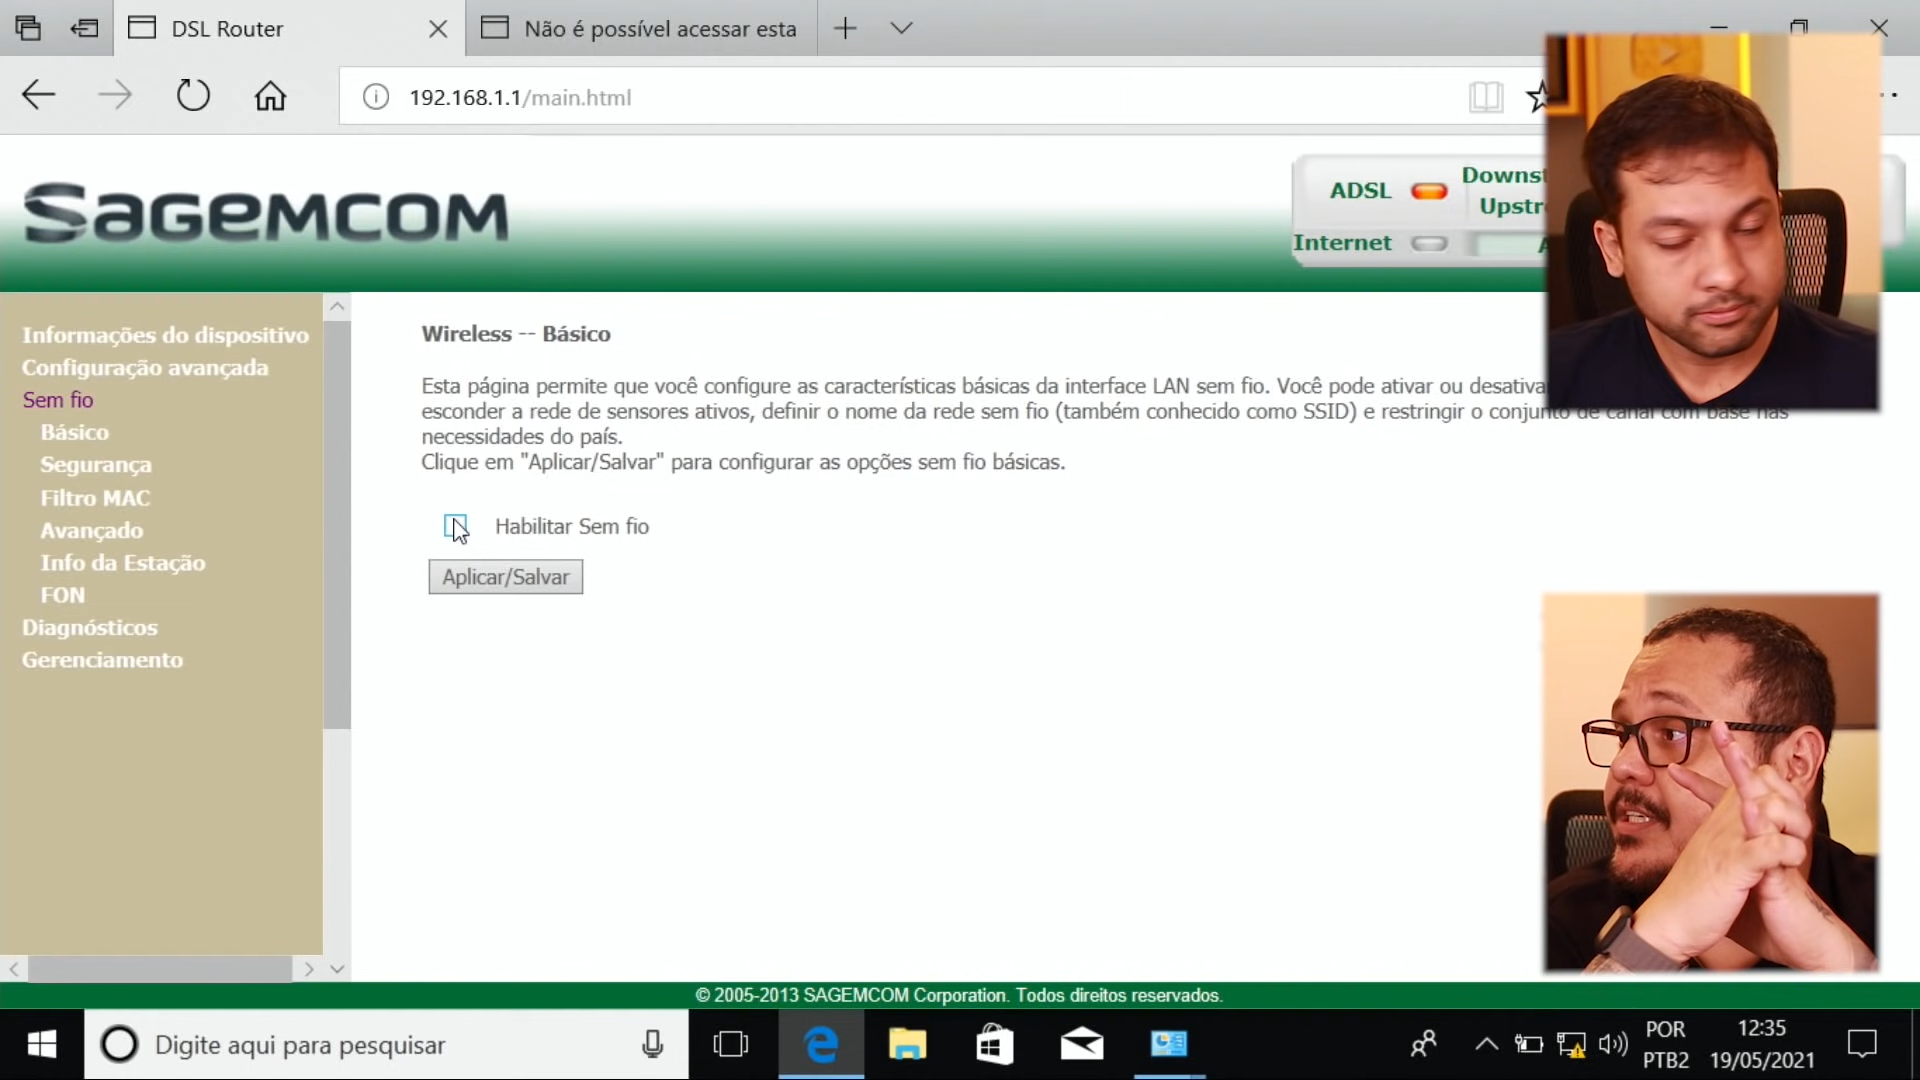 DSL Router
Não é possível acessar esta
192.168.1.1/main.html
SAGEMCOM
ADSL
Internet
Informações do dispositivo
Configuração avançada
Sem fio
Básico
Segurança
Filtro MAC
Avançado
Info da Estação
FON
Diagnósticos
Gerenciamento
Wireless -- Básico
Esta página permite que você configure as características básicas da interface LAN sem fio. Você pode ativar ou
esconder a rede de sensores ativos, definir o nome da rede sem fio (também conhecido como SSID) e restringir o conjunto de canal com base nas
necessidades do país.
Clique em "Aplicar/Salvar" para configurar as opções sem fio básicas.
Habilitar Sem fio
Aplicar/Salvar
© 2005-2013 SAGEMCOM Corporation. Todos direitos reservados.
Digite aqui para pesquisar
POR
PTB2
12:35
19/05/2021